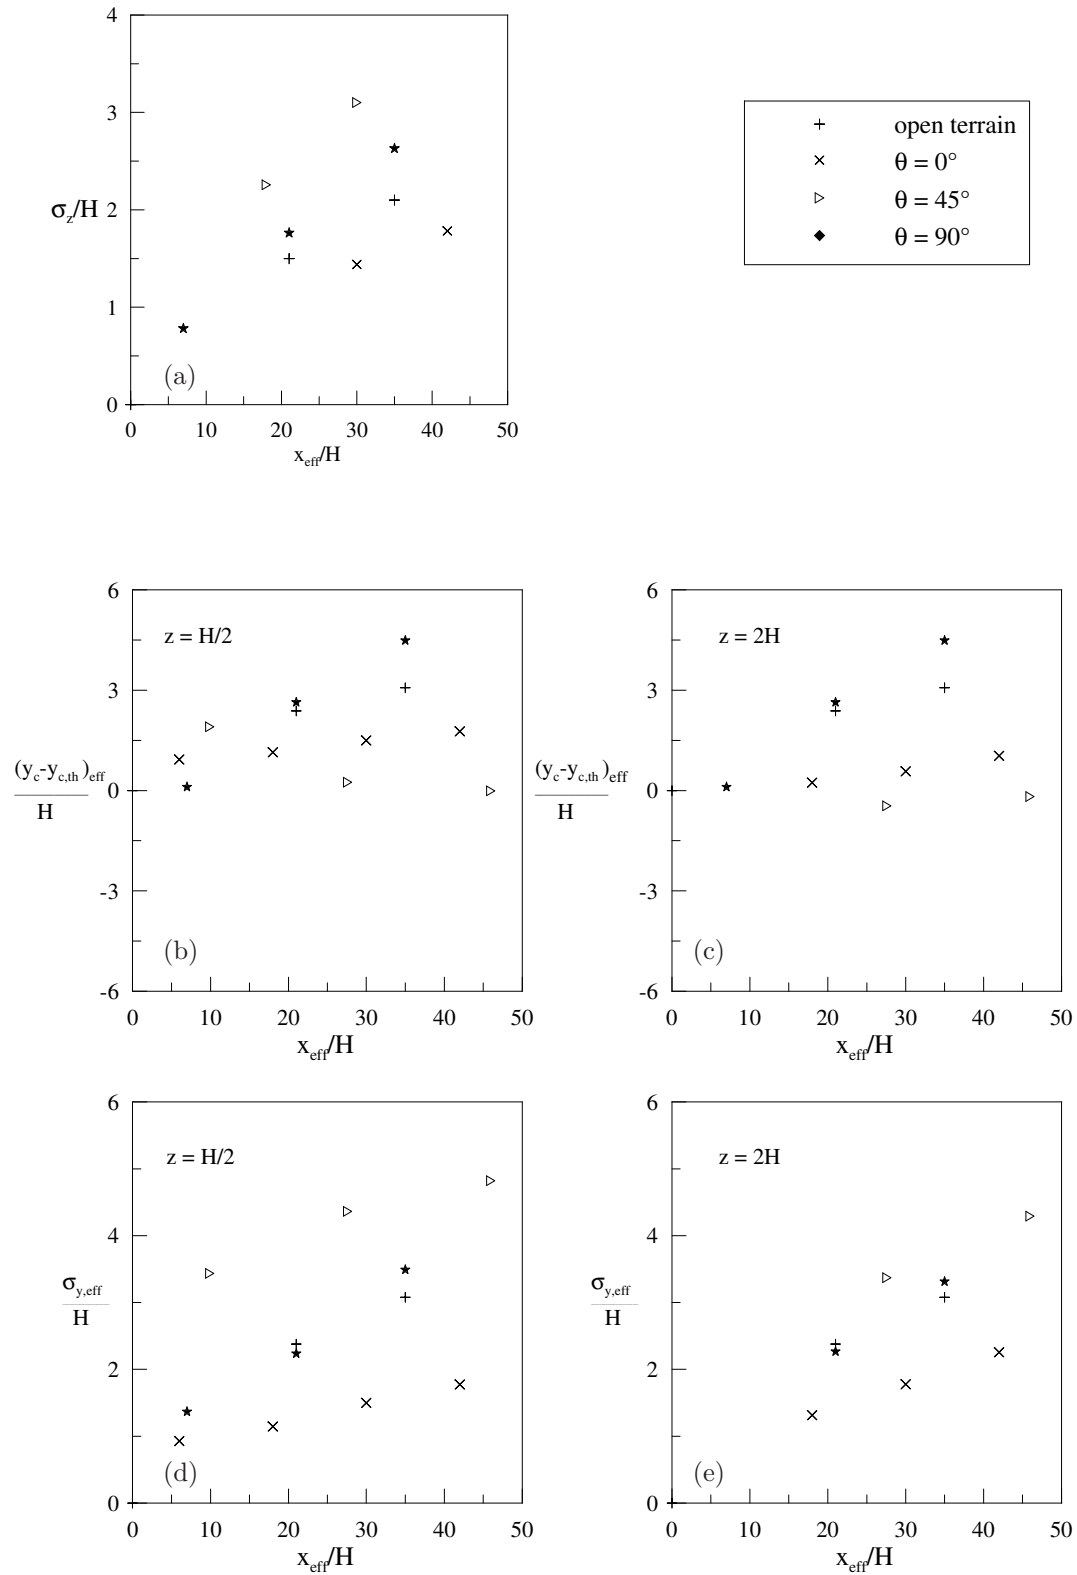 4
3
2
1
0
σz/H
0 10 20 30 40 50
xeff/H
(a)
open terrain
θ = 0°
θ = 45°
θ = 90°
6
3
0
-3
-6
z = H/2
(yc-yc,th)eff
H
(b)
0 10 20 30 40 50
xeff/H
6
3
0
-3
-6
z = 2H
(yc-yc,th)eff
H
(c)
0 10 20 30 40 50
xeff/H
6
4
2
0
z = H/2
σy,eff
H
(d)
0 10 20 30 40 50
xeff/H
6
4
2
0
z = 2H
σy,eff
H
(e)
0 10 20 30 40 50
xeff/H